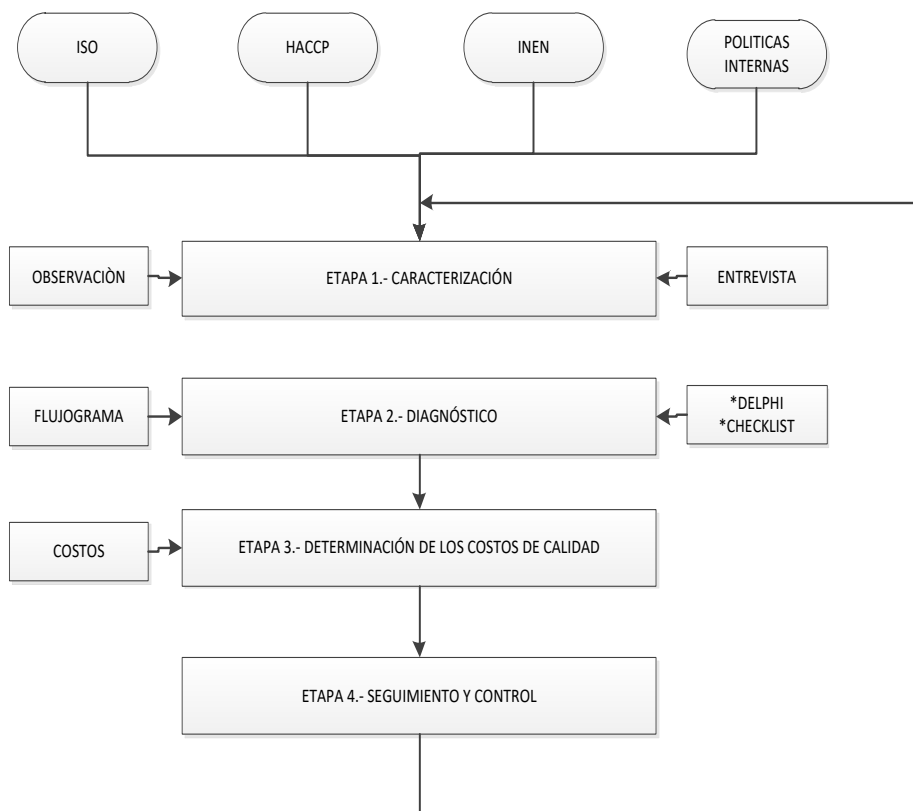 ISO
HACCP
INEN
POLITICAS
INTERNAS
OBSERVACIÒN
ETAPA 1.- CARACTERIZACIÓN
ENTREVISTA
FLUJOGRAMA
ETAPA 2.- DIAGNÓSTICO
*DELPHI
*CHECKLIST
COSTOS
ETAPA 3.- DETERMINACIÓN DE LOS COSTOS DE CALIDAD
ETAPA 4.- SEGUIMIENTO Y CONTROL